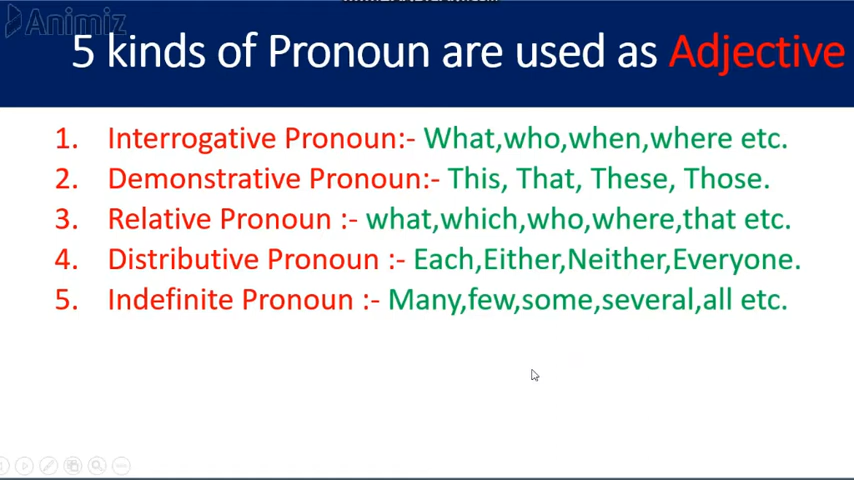 Animiz
5 kinds of Pronoun are used as Adjective
1. Interrogative Pronoun:- What,who,when,where etc.
2. Demonstrative Pronoun:- This, That, These, Those.
3. Relative Pronoun :- what,which,who,where,that etc.
4. Distributive Pronoun :- Each,Either,Neither,Everyone.
5. Indefinite Pronoun :- Many,few,some,several,all etc.